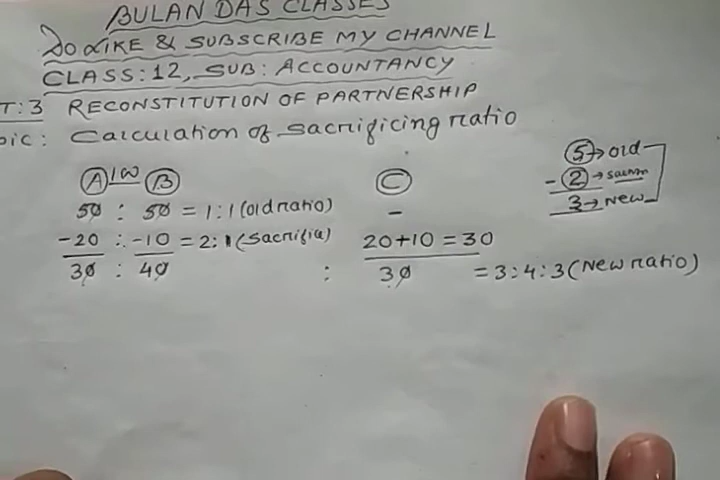 BULAN DAS CLASSES
Do LIKE & SUBSCRIBE MY CHANNEL
CLASS:12, SUB: ACCOUNTANCY
T:3 RECONSTITUTION OF PARTNERSHIP
pic: Calculation of Sacrificing ratio
A 100 B C
50 : 50 = 1:1 (Old ratio) –
-20 : -10 = 2:1 (Sacrifice) 20+10=30
30 : 40 : 30 = 3:4:3 (New ratio)
5→old
-2→
3→New